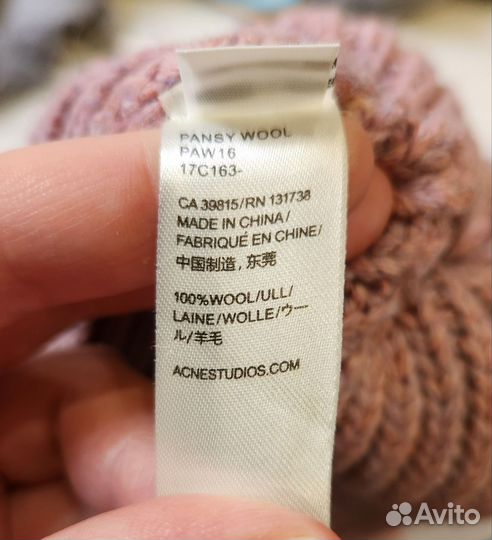 PANSY WOOL
PAW16
17C163-
CA 39815/RN 131738
MADE IN CHINA/
FABRIQUÉ EN CHINE/
中国制造, 东莞
100%WOOL/ULL/
LAINE/WOLLE/ウー
ル/羊毛
ACNESTUDIOS.COM
Avito